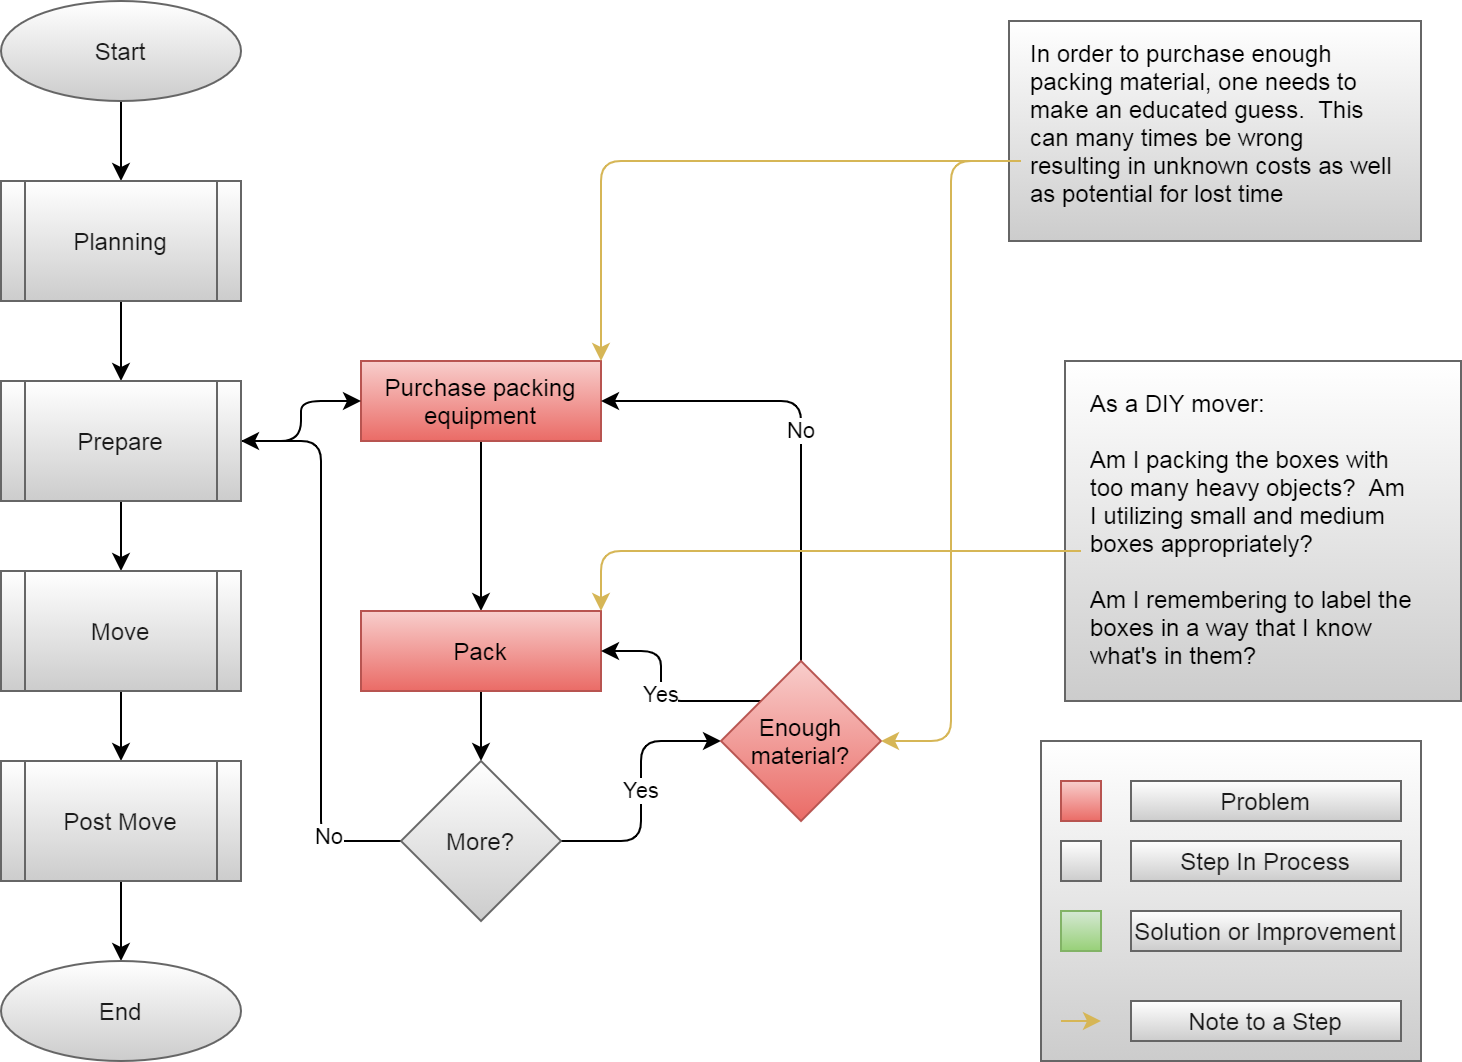 Start
Planning
Prepare
Move
Post Move
End
Purchase packing
equipment
Pack
More?
No
Yes
Enough
material?
Yes
No
In order to purchase enough
packing material, one needs to
make an educated guess.  This
can many times be wrong
resulting in unknown costs as well
as potential for lost time
As a DIY mover:
Am I packing the boxes with
too many heavy objects?  Am
I utilizing small and medium
boxes appropriately?
Am I remembering to label the
boxes in a way that I know
what's in them?
Problem
Step In Process
Solution or Improvement
Note to a Step